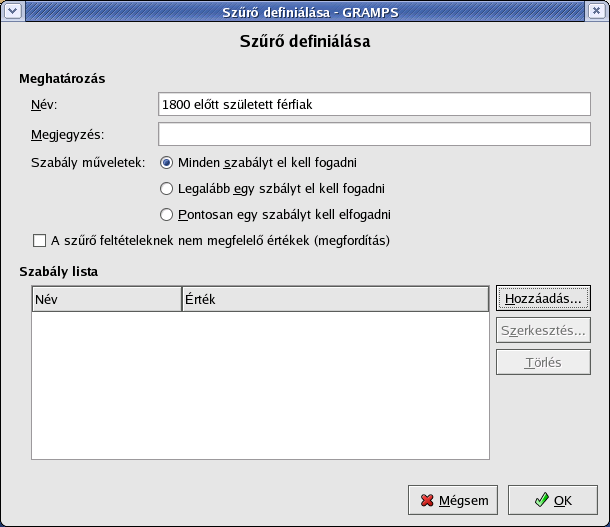 Szűrő definiálása - GRAMPS
Szűrő definiálása
Meghatározás
Név: 1800 előtt született férfiak
Megjegyzés:
Szabály műveletek: Minden szabályt el kell fogadni
Legalább egy szbályt el kell fogadni
Pontosan egy szabályt kell elfogadni
A szűrő feltételeknek nem megfelelő értékek (megfordítás)
Szabály lista
Név Érték Hozzáadás...
Szerkesztés...
Törlés
Mégsem OK